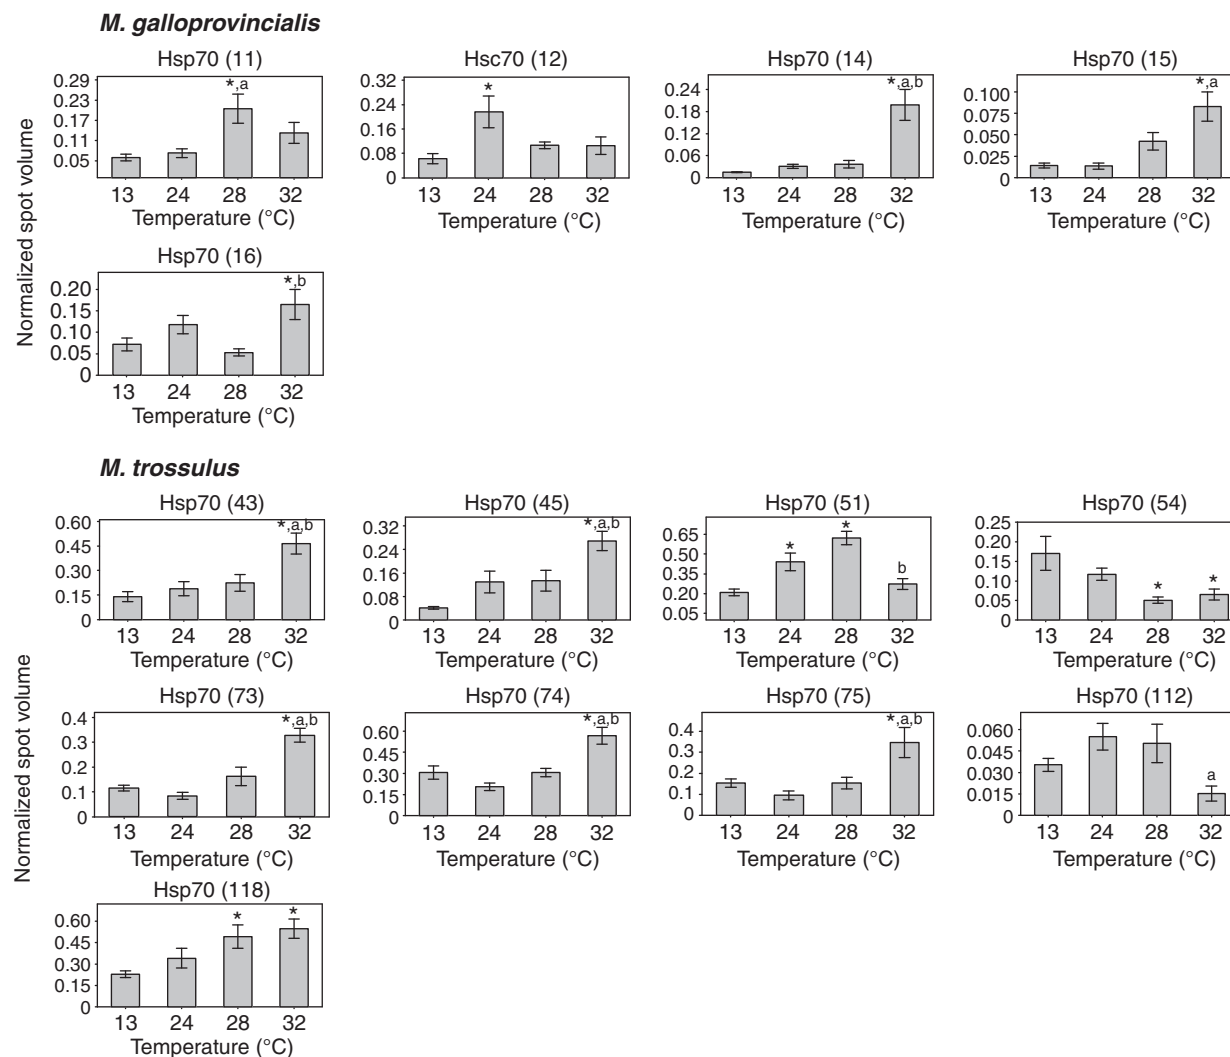 M. galloprovincialis
Normalized spot volume
Hsp70 (11)
0.29
0.23
0.11
0.05
*,a
13 24 28 32
Temperature (°C)
Hsc70 (12)
0.32
0.24
0.16
0.08
0
*
13 24 28 32
Temperature (°C)
Hsp70 (14)
0.24
0.18
0.12
0.06
0
*,a,b
13 24 28 32
Temperature (°C)
Hsp70 (15)
0.100
0.075
0.050
0.025
0
*,a
13 24 28 32
Temperature (°C)
Hsp70 (16)
0.20
0.15
0.10
0.05
0
*,b
13 24 28 32
Temperature (°C)
M. trossulus
Normalized spot volume
Hsp70 (43)
0.60
0.45
0.30
0.15
0
*,a,b
13 24 28 32
Temperature (°C)
Hsp70 (45)
0.32
0.16
0.08
0
*,a,b
13 24 28 32
Temperature (°C)
Hsp70 (51)
0.65
0.50
0.35
0.20
0.05
* * b
13 24 28 32
Temperature (°C)
Hsp70 (54)
0.25
0.20
0.15
0.10
0.05
0
* *
13 24 28 32
Temperature (°C)
Hsp70 (73)
0.4
0.3
0.2
0.1
0
*,a,b
13 24 28 32
Temperature (°C)
Hsp70 (74)
0.60
0.45
0.30
0.15
0
*,a,b
13 24 28 32
Temperature (°C)
Hsp70 (75)
0.4
0.3
0.2
0.1
0
*,a,b
13 24 28 32
Temperature (°C)
Hsp70 (112)
0.060
0.045
0.030
0.015
0
a
13 24 28 32
Temperature (°C)
Hsp70 (118)
0.60
0.45
0.30
0.15
0
* *
13 24 28 32
Temperature (°C)